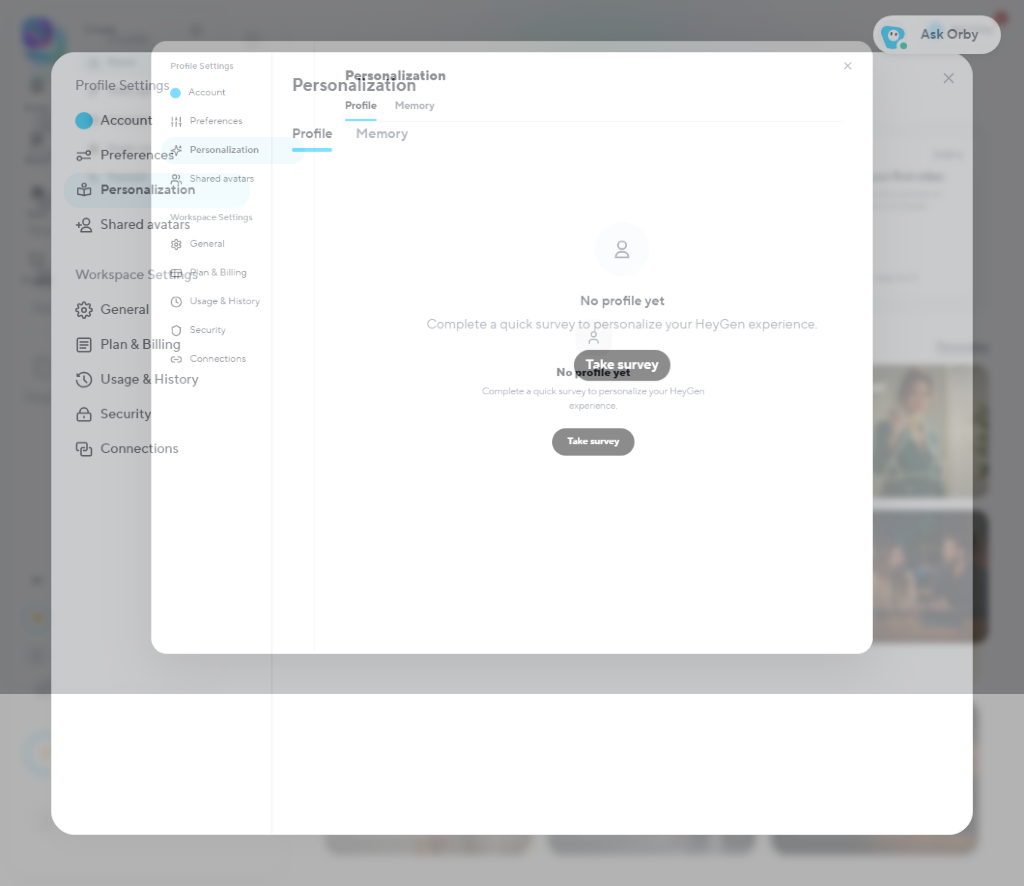 Ask Orby
Profile Settings
Account
Preferences
Personalization
Shared avatars
Workspace Settings
General
Plan & Billing
Usage & History
Security
Connections
Personalization
Profile Memory
No profile yet
Complete a quick survey to personalize your HeyGen experience.
Take survey
Profile Settings
Account
Preferences
Personalization
Shared avatars
Workspace Settings
General
Plan & Billing
Usage & History
Security
Connections
Personalization
Profile Memory
No profile yet
Complete a quick survey to personalize your HeyGen
experience.
Take survey